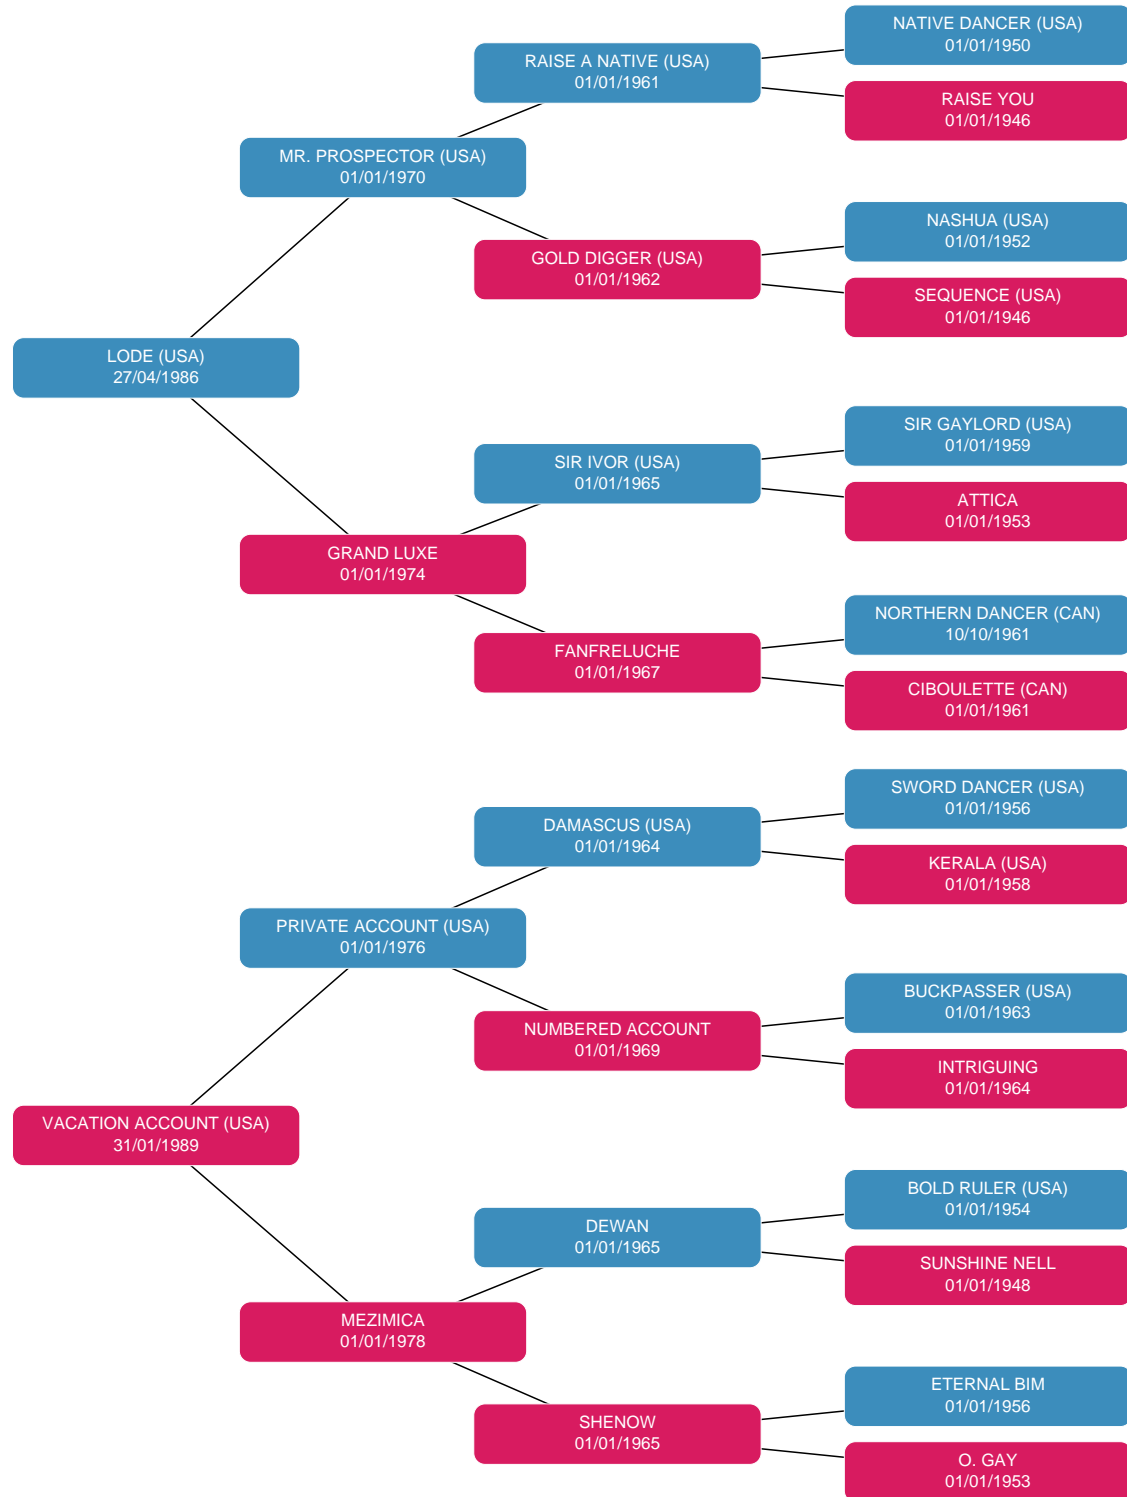 NATIVE DANCER (USA)
01/01/1950
RAISE A NATIVE (USA)
01/01/1961
RAISE YOU
01/01/1946
MR. PROSPECTOR (USA)
01/01/1970
NASHUA (USA)
01/01/1952
GOLD DIGGER (USA)
01/01/1962
SEQUENCE (USA)
01/01/1946
LODE (USA)
27/04/1986
SIR GAYLORD (USA)
01/01/1959
SIR IVOR (USA)
01/01/1965
ATTICA
01/01/1953
GRAND LUXE
01/01/1974
NORTHERN DANCER (CAN)
10/10/1961
FANFRELUCHE
01/01/1967
CIBOULETTE (CAN)
01/01/1961
SWORD DANCER (USA)
01/01/1956
DAMASCUS (USA)
01/01/1964
KERALA (USA)
01/01/1958
PRIVATE ACCOUNT (USA)
01/01/1976
BUCKPASSER (USA)
01/01/1963
NUMBERED ACCOUNT
01/01/1969
INTRIGUING
01/01/1964
VACATION ACCOUNT (USA)
31/01/1989
BOLD RULER (USA)
01/01/1954
DEWAN
01/01/1965
SUNSHINE NELL
01/01/1948
MEZIMICA
01/01/1978
ETERNAL BIM
01/01/1956
SHENOW
01/01/1965
O. GAY
01/01/1953